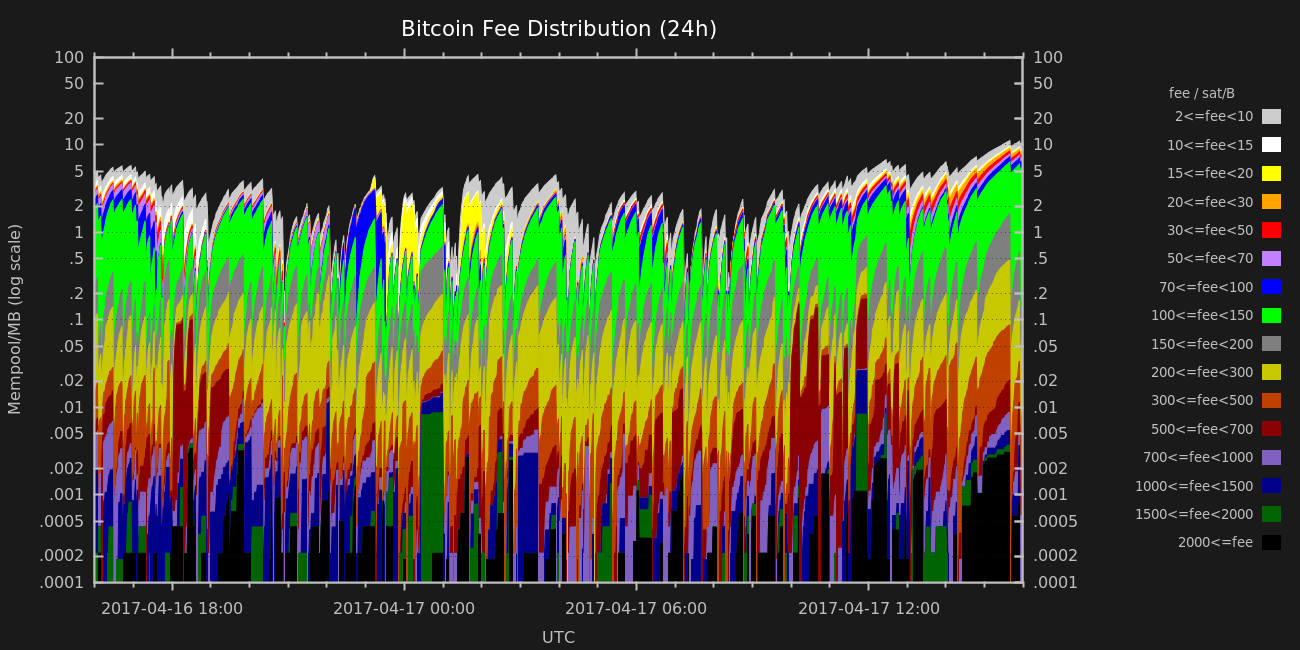 Bitcoin Fee Distribution (24h)
100
50
20
10
5
2
1
.5
.2
.1
.05
.02
.01
.005
.002
.001
.0005
.0002
.0001
Mempool/MB (log scale)
100
50
20
10
5
2
1
.5
.2
.1
.05
.02
.01
.005
.002
.001
.0005
.0002
.0001
2017-04-16 18:00
2017-04-17 00:00
2017-04-17 06:00
2017-04-17 12:00
UTC
fee / sat/B
2<=fee<10
10<=fee<15
15<=fee<20
20<=fee<30
30<=fee<50
50<=fee<70
70<=fee<100
100<=fee<150
150<=fee<200
200<=fee<300
300<=fee<500
500<=fee<700
700<=fee<1000
1000<=fee<1500
1500<=fee<2000
2000<=fee